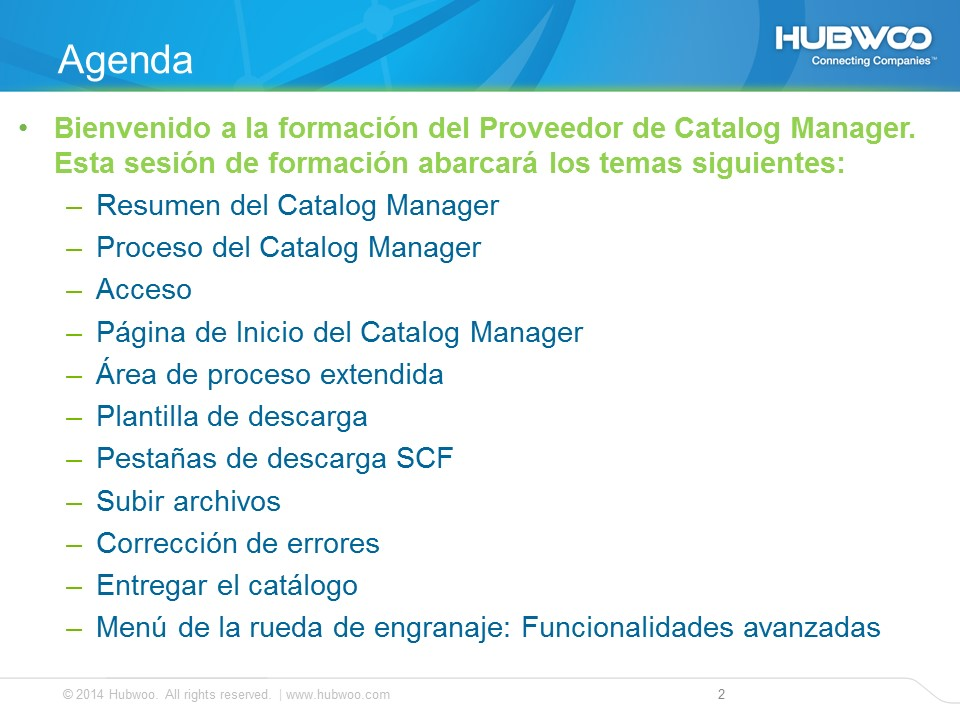 Agenda
HUBWOO
Connecting Companies™
• Bienvenido a la formación del Proveedor de Catalog Manager.
Esta sesión de formación abarcará los temas siguientes:
– Resumen del Catalog Manager
– Proceso del Catalog Manager
– Acceso
– Página de Inicio del Catalog Manager
– Área de proceso extendida
– Plantilla de descarga
– Pestañas de descarga SCF
– Subir archivos
– Corrección de errores
– Entregar el catálogo
– Menú de la rueda de engranaje: Funcionalidades avanzadas
© 2014 Hubwoo. All rights reserved. | www.hubwoo.com 2